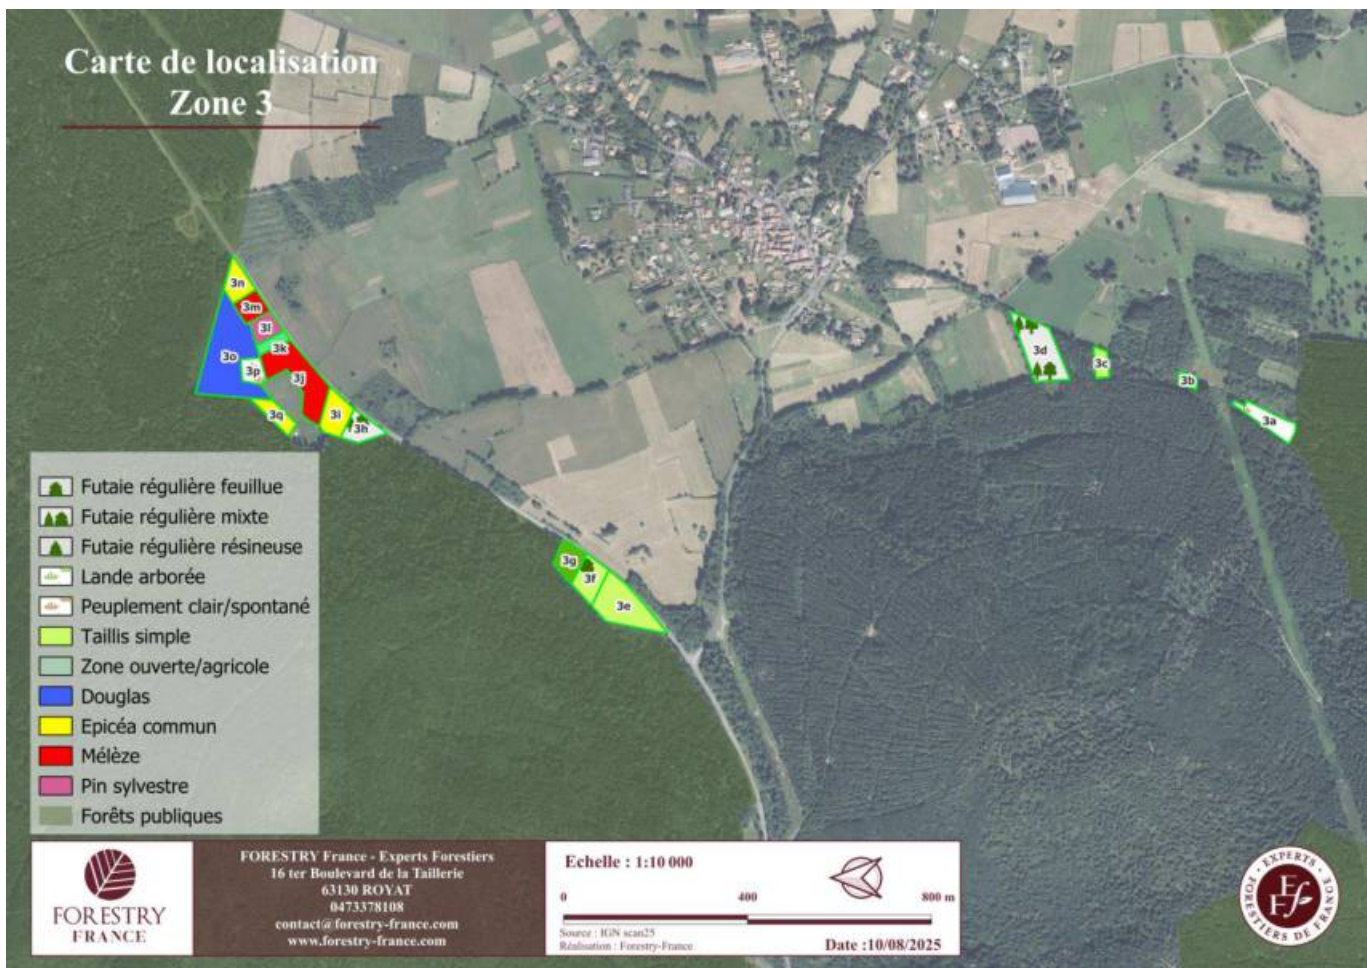 Carte de localisation
Zone 3
3n
3m
3l
3k
3o
3p
3j
3q
3i
3h
3d
3c
3b
3a
3g
3f
3e
Futaie régulière feuillue
Futaie régulière mixte
Futaie régulière résineuse
Lande arborée
Peuplement clair/spontané
Taillis simple
Zone ouverte/agricole
Douglas
Epicéa commun
Mélèze
Pin sylvestre
Forêts publiques
FORESTRY
FRANCE
FORESTRY France - Experts Forestiers
16 ter Boulevard de la Taillerie
63130 ROYAT
0473378108
contact@forestry-france.com
www.forestry-france.com
Echelle : 1:10 000
0 400 800 m
Source : IGN scan25
Réalisation : Forestry-France
Date :10/08/2025
EXPERTS
FORESTIERS DE FRANCE
EFF